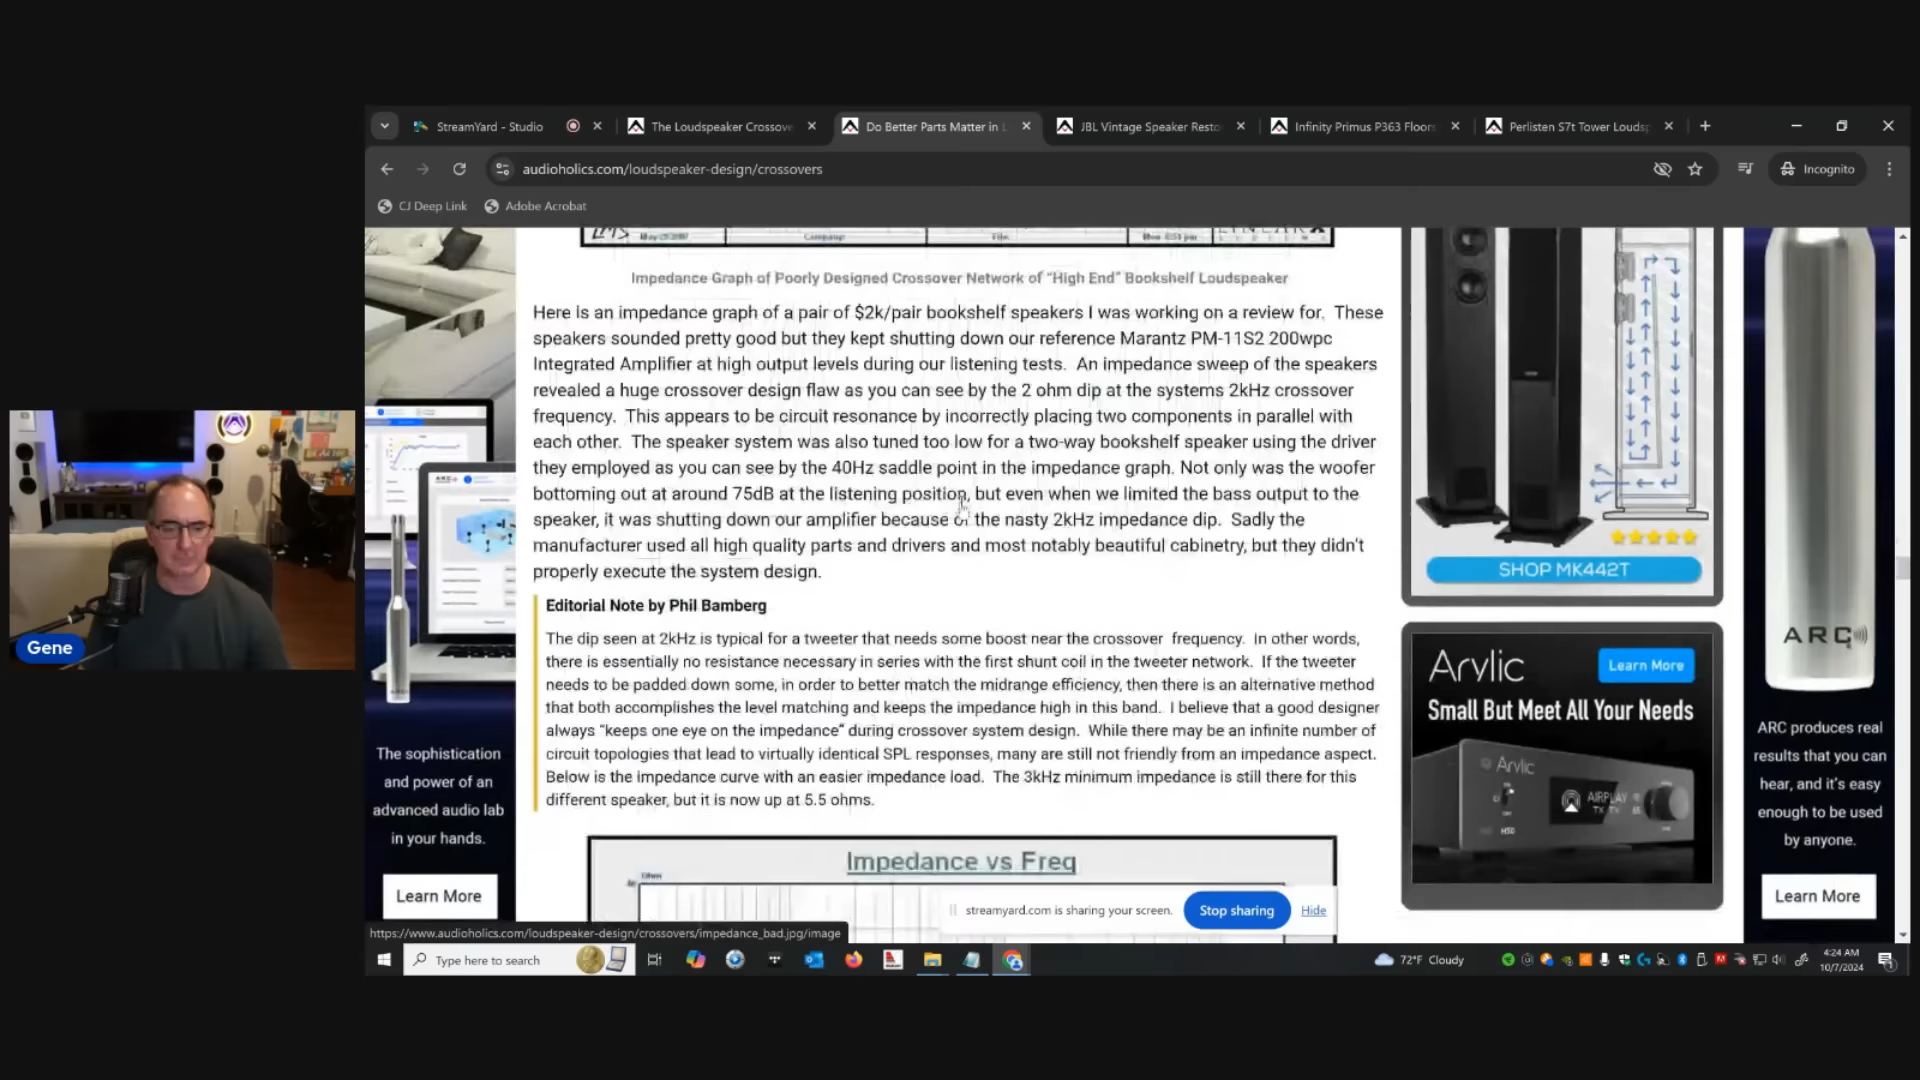 StreamYard - Studio
The Loudspeaker Crossove
Do Better Parts Matter in L
JBL Vintage Speaker Resto
Infinity Primus P363 Floors
Perlisten S7t Tower Loudsp
audioholics.com/loudspeaker-design/crossovers
Incognito
CJ Deep Link
Adobe Acrobat
Impedance Graph of Poorly Designed Crossover Network of "High End" Bookshelf Loudspeaker
Here is an impedance graph of a pair of $2k/pair bookshelf speakers I was working on a review for. These
speakers sounded pretty good but they kept shutting down our reference Marantz PM-11S2 200wpc
Integrated Amplifier at high output levels during our listening tests. An impedance sweep of the speakers
revealed a huge crossover design flaw as you can see by the 2 ohm dip at the systems 2kHz crossover
frequency. This appears to be circuit resonance by incorrectly placing two components in parallel with
each other. The speaker system was also tuned too low for a two-way bookshelf speaker using the driver
they employed as you can see by the 40Hz saddle point in the impedance graph. Not only was the woofer
bottoming out at around 75dB at the listening position, but even when we limited the bass output to the
speaker, it was shutting down our amplifier because of the nasty 2kHz impedance dip. Sadly the
manufacturer used all high quality parts and drivers and most notably beautiful cabinetry, but they didn't
properly execute the system design.
Editorial Note by Phil Bamberg
The dip seen at 2kHz is typical for a tweeter that needs some boost near the crossover frequency. In other words,
there is essentially no resistance necessary in series with the first shunt coil in the tweeter network. If the tweeter
needs to be padded down some, in order to better match the midrange efficiency, then there is an alternative method
that both accomplishes the level matching and keeps the impedance high in this band. I believe that a good designer
always "keeps one eye on the impedance" during crossover system design. While there may be an infinite number of
circuit topologies that lead to virtually identical SPL responses, many are still not friendly from an impedance aspect.
Below is the impedance curve with an easier impedance load. The 3kHz minimum impedance is still there for this
different speaker, but it is now up at 5.5 ohms.
Impedance vs Freq
Gene
The sophistication
and power of an
advanced audio lab
in your hands.
Learn More
SHOP MK442T
Arylic
Learn More
Small But Meet All Your Needs
Arylic
AIRPLAY
H50
ARC
ARC produces real
results that you can
hear, and it's easy
enough to be used
by anyone.
Learn More
streamyard.com is sharing your screen.
Stop sharing
Hide
https://www.audioholics.com/loudspeaker-design/crossovers/impedance_bad.jpg/image
Type here to search
72°F Cloudy
4:24 AM
10/7/2024